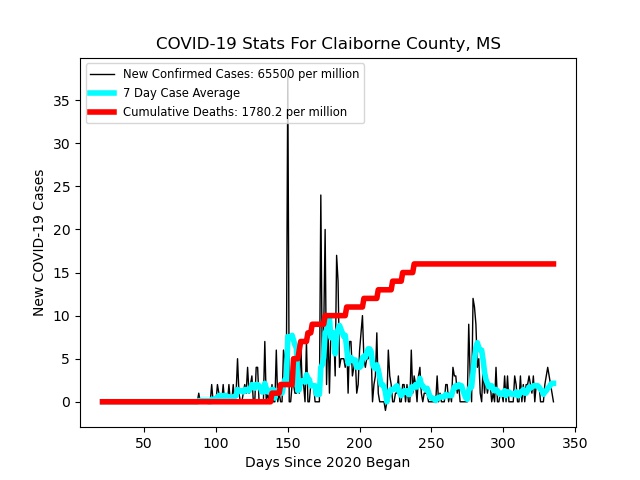 COVID-19 Stats For Claiborne County, MS
New Confirmed Cases: 65500 per million
7 Day Case Average
Cumulative Deaths: 1780.2 per million
New COVID-19 Cases
35
30
25
20
15
10
5
0
50 100 150 200 250 300 350
Days Since 2020 Began